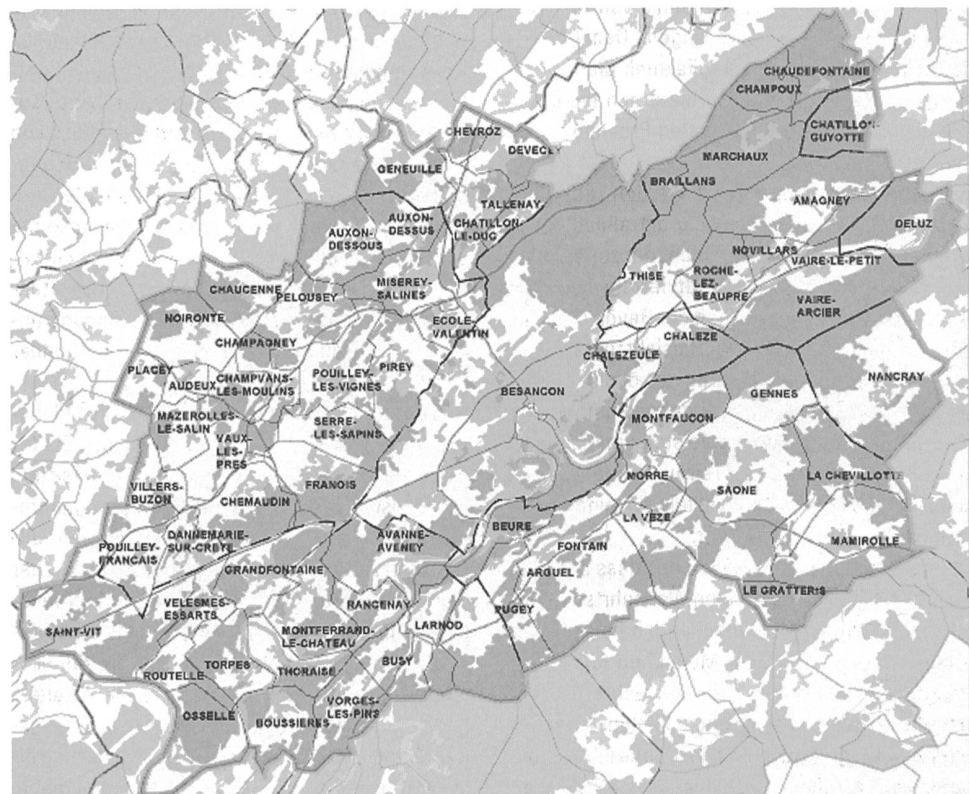 CHAUDEFONTAINE
CHAMPOUX
CHATILLON-
GUYOTTE
CHEVROZ
DEVECEY
MARCHAUX
GENEUILLE
BRAILLANS
TALLENAY
AMAGNEY
AUXON-
DESSUS
CHATILLON-
LE-DUC
DELUZ
AUXON-
DESSOUS
NOVILLARS
VAIRE-LE-PETIT
THISE
ROCHE-
LEZ-
BEAUPRE
MISEREY-
SALINES
CHAUCENNE
PELOUSEY
VAIRE-
ARCIER
NOIRONTE
ECOLE-
VALENTIN
CHALEZE
CHAMPAGNEY
CHALEZEULE
PLACEY
AUDEUX
CHAMPVANS-
LES-MOULINS
POUILLEY-
LES-VIGNES
PIREY
NANCRAY
BESANCON
GENNES
MAZEROLLES-
LE-SALIN
SERRE-
LES-SAPINS
MONTFAUCON
VAUX-
LES-
PRES
MORRE
LA CHEVILLOTTE
FRANOIS
VILLERS-
BUZON
SAONE
CHEMAUDIN
LA VEZE
BEURE
DANNEMARIE-
SUR-CRETE
AVANNE-
AVENEY
MAMIROLLE
POUILLEY-
FRANCAIS
FONTAIN
GRANDFONTAINE
ARGUEL
LE GRATTERIS
VELESMES-
ESSARTS
RANCENAY
PUGEY
SAINT-VIT
MONTFERRAND-
LE-CHATEAU
LARNOD
BUSY
TORPES
THORAISE
ROUTELLE
VORGES-
LES-PINS
OSSELLE
BOUSSIERES